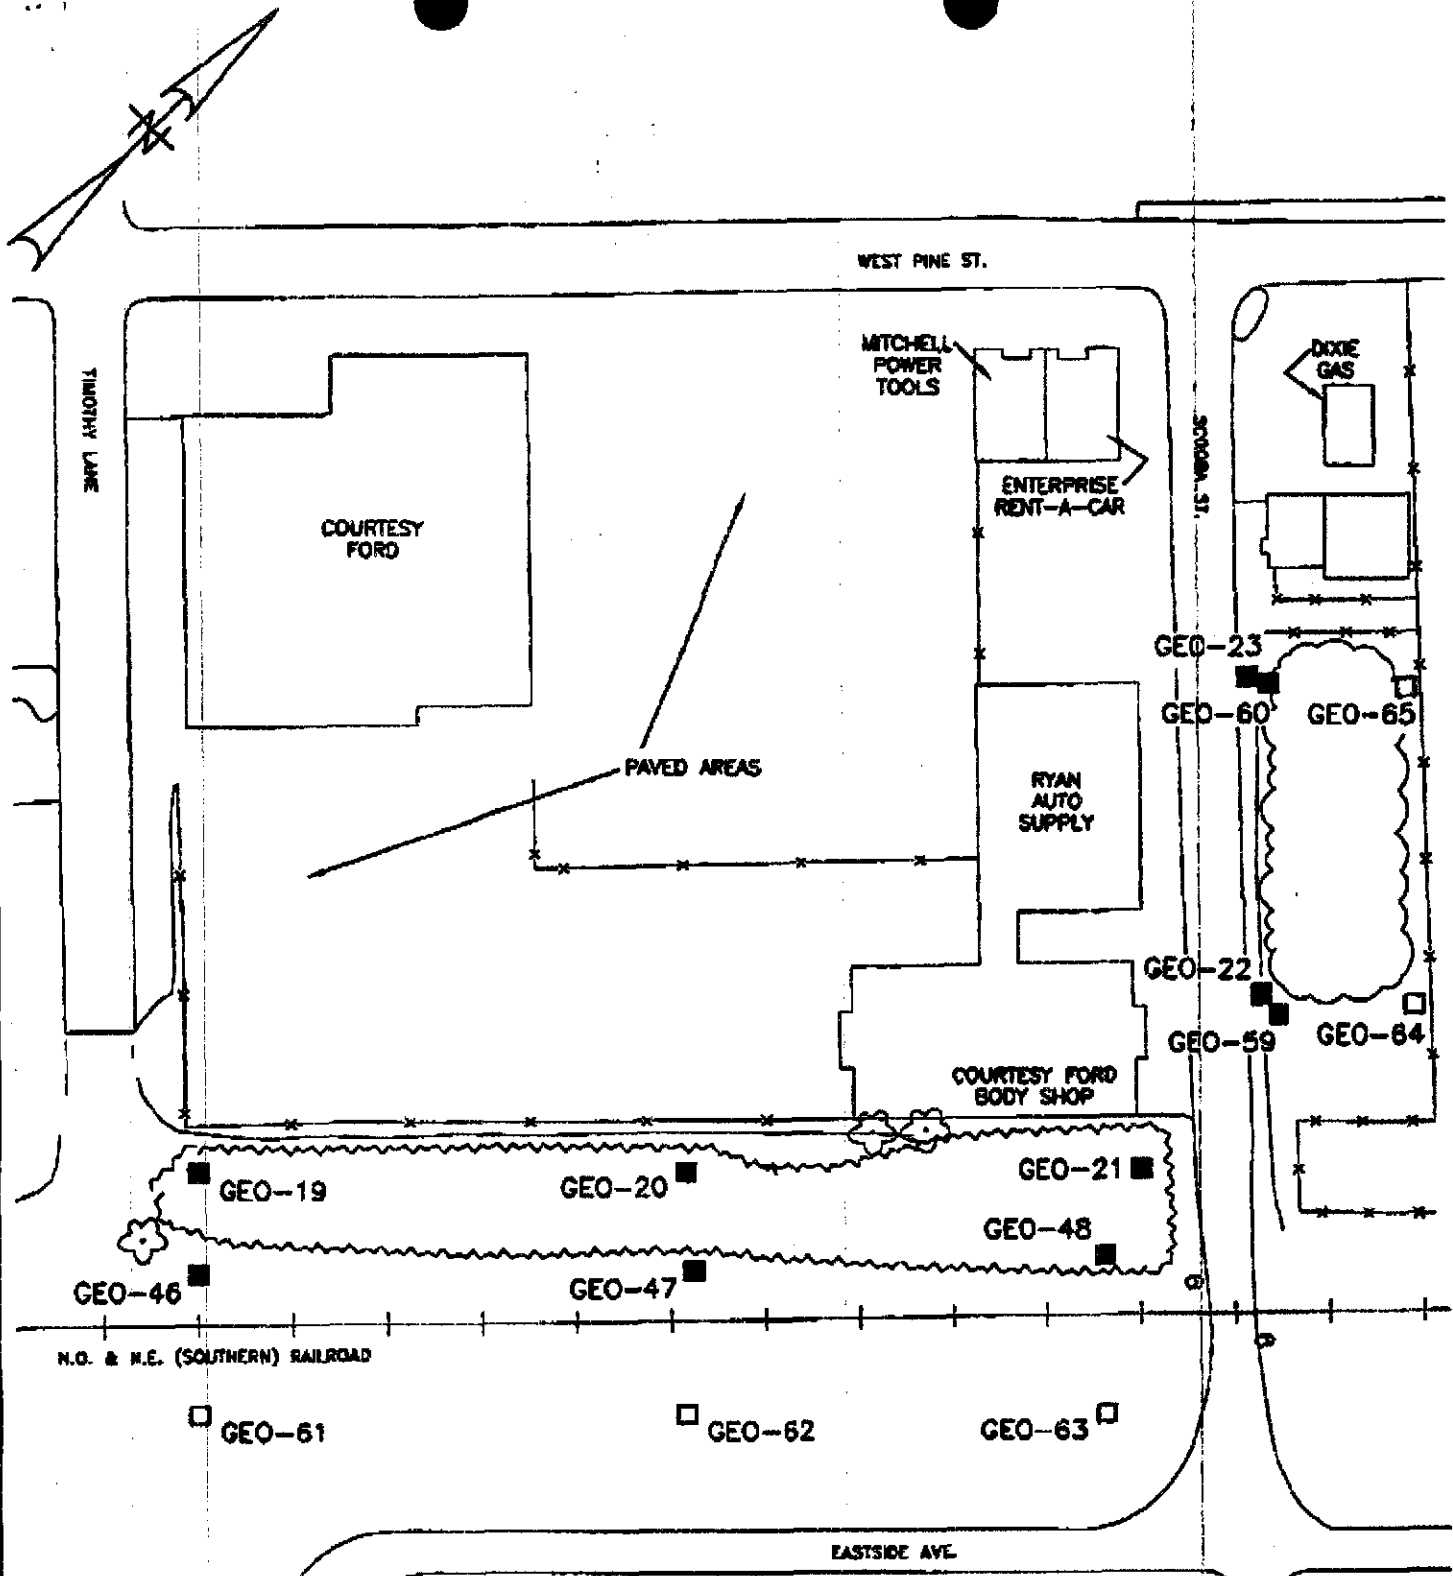 N
WEST PINE ST.
TIMOTHY LANE
MITCHELL
POWER
TOOLS
DIXIE
GAS
SCOOBA ST.
ENTERPRISE
RENT-A-CAR
COURTESY
FORD
GEO-23
GEO-60
GEO-65
PAVED AREAS
RYAN
AUTO
SUPPLY
GEO-22
GEO-59
GEO-64
COURTESY FORD
BODY SHOP
GEO-19
GEO-20
GEO-21
GEO-48
GEO-46
GEO-47
N.O. & N.E. (SOUTHERN) RAILROAD
GEO-61
GEO-62
GEO-63
EASTSIDE AVE.